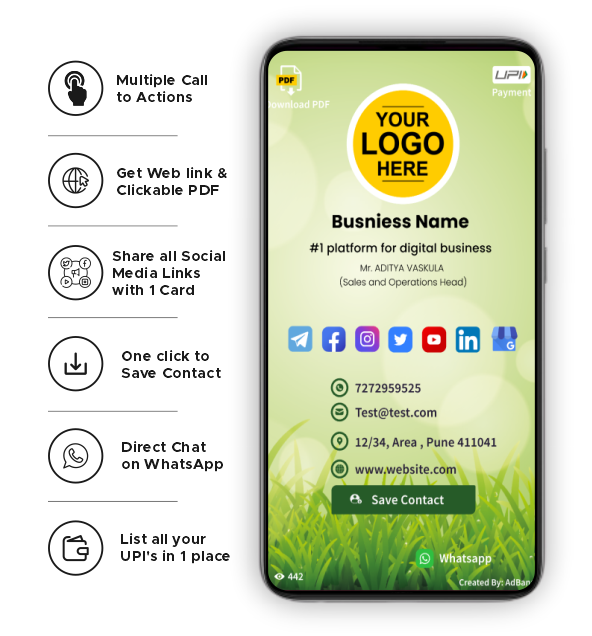 Multiple Call
to Actions
Get Web link &
Clickable PDF
Share all Social
Media Links
with 1 Card
One click to
Save Contact
Direct Chat
on WhatsApp
List all your
UPI's in 1 place
PDF
ownload PDF
UPI
Payment
YOUR
LOGO
HERE
Busniess Name
#1 platform for digital business
Mr. ADITYA VASKULA
(Sales and Operations Head)
7272959525
Test@test.com
12/34, Area , Pune 411041
www.website.com
Save Contact
Whatsapp
442
Created By: AdBan